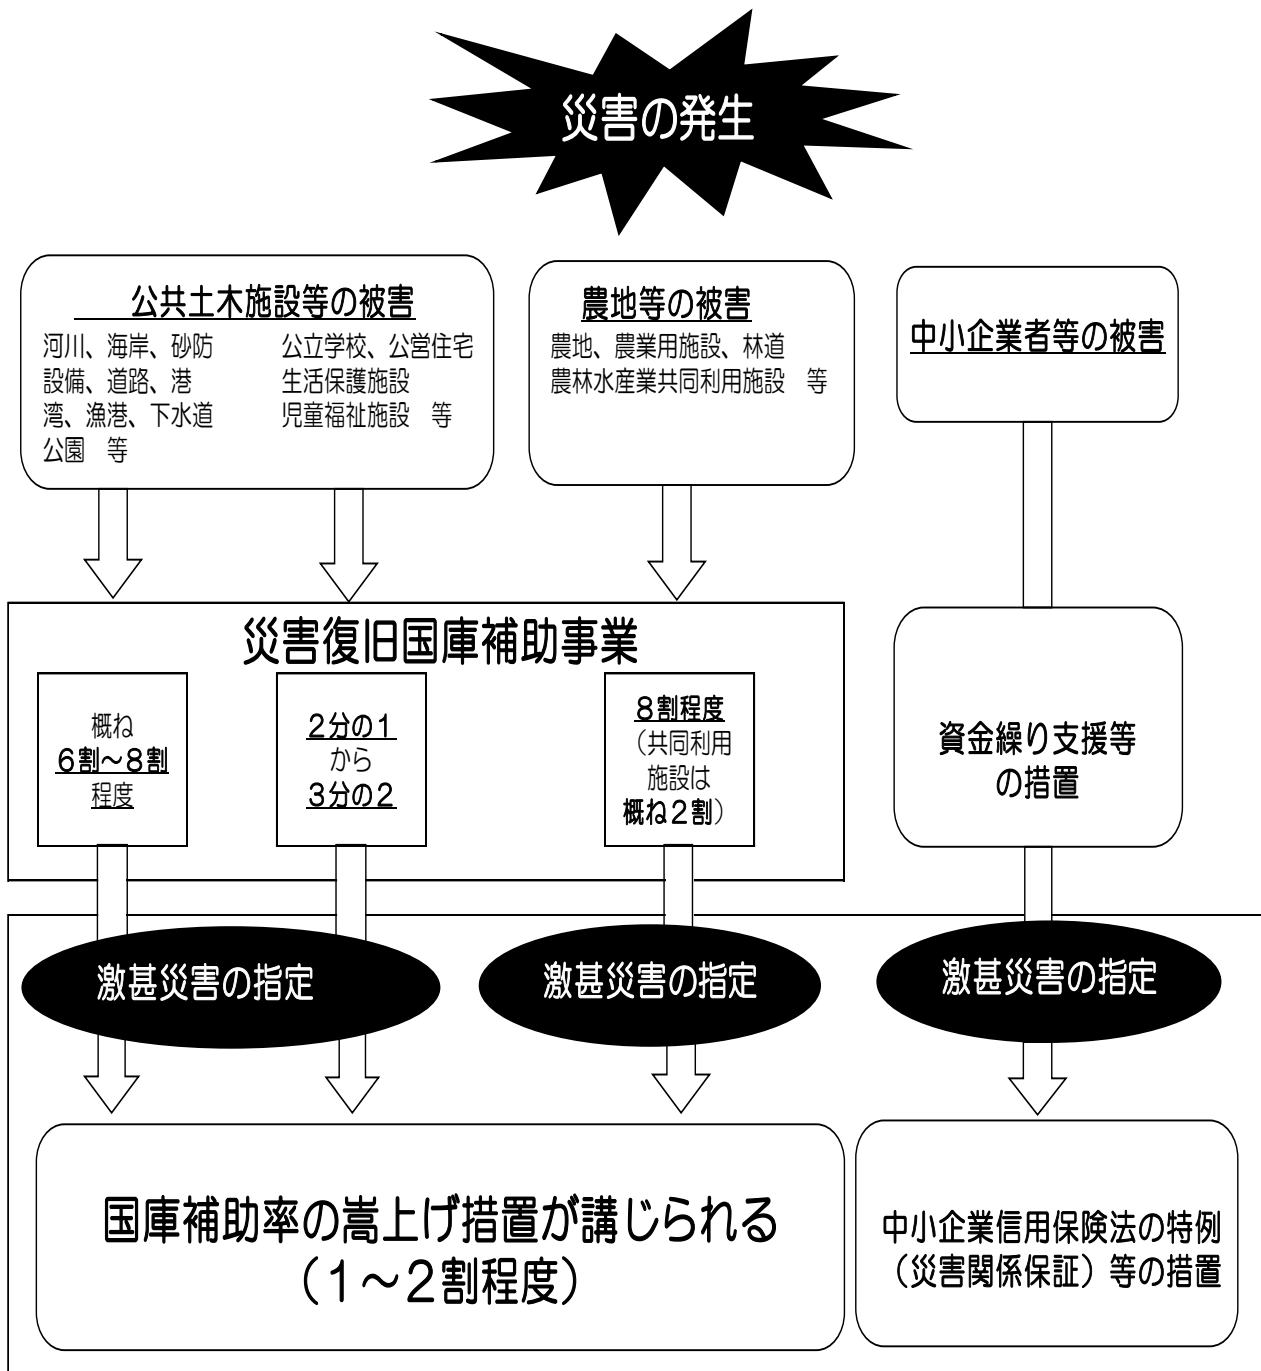 災害の発生
公共土木施設等の被害
河川、海岸、砂防
設備、道路、港
湾、漁港、下水道
公園　等
公立学校、公営住宅
生活保護施設
児童福祉施設　等
農地等の被害
農地、農業用施設、林道
農林水産業共同利用施設　等
中小企業者等の被害
災害復旧国庫補助事業
概ね
６割～８割
程度
２分の１
から
３分の２
８割程度
（共同利用
施設は
概ね２割）
資金繰り支援等
の措置
激甚災害の指定
激甚災害の指定
激甚災害の指定
国庫補助率の嵩上げ措置が講じられる
（１～２割程度）
中小企業信用保険法の特例
（災害関係保証）等の措置